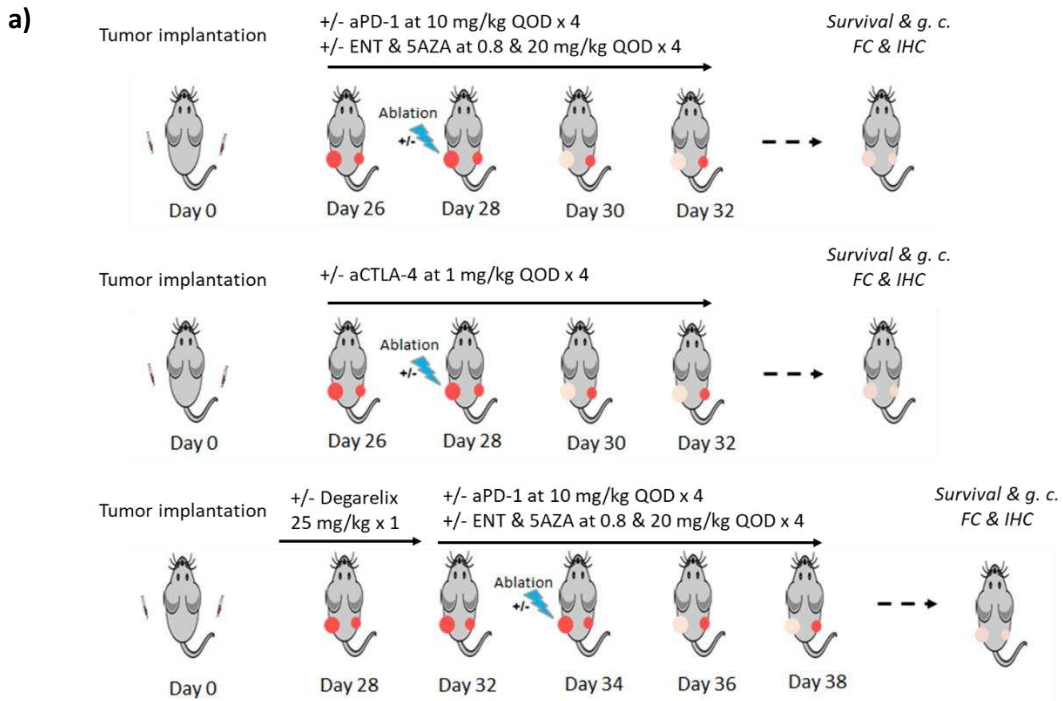 a)
Tumor implantation
+/- aPD-1 at 10 mg/kg QOD x 4
+/- ENT & 5AZA at 0.8 & 20 mg/kg QOD x 4
Survival & g. c.
FC & IHC
Ablation
+/-
Day 0
Day 26
Day 28
Day 30
Day 32
Tumor implantation
+/- aCTLA-4 at 1 mg/kg QOD x 4
Survival & g. c.
FC & IHC
Ablation
+/-
Day 0
Day 26
Day 28
Day 30
Day 32
Tumor implantation
+/- Degarelix
25 mg/kg x 1
+/- aPD-1 at 10 mg/kg QOD x 4
+/- ENT & 5AZA at 0.8 & 20 mg/kg QOD x 4
Survival & g. c.
FC & IHC
Ablation
+/-
Day 0
Day 28
Day 32
Day 34
Day 36
Day 38